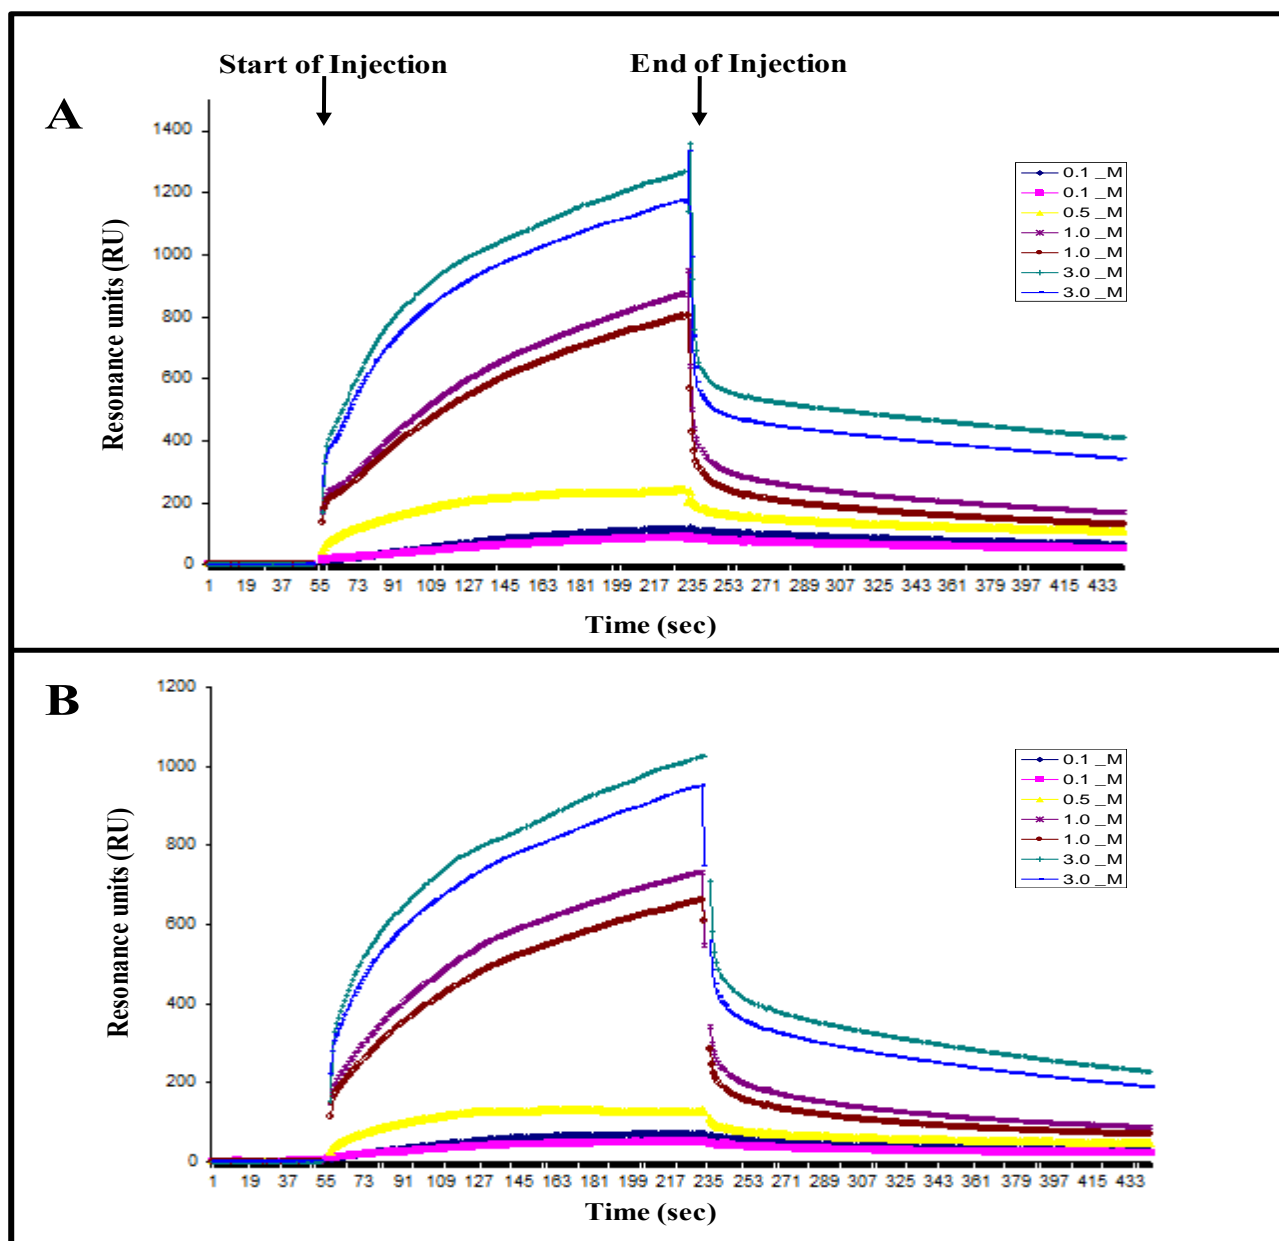 Start of Injection End of Injection
A
1400
1200
1000
800
600
400
200
0
Resonance units (RU)
0.1 _M
0.1 _M
0.5 _M
1.0 _M
1.0 _M
3.0 _M
3.0 _M
1 19 37 55 73 91 109 127 145 163 181 199 217 235 253 271 289 307 325 343 361 379 397 415 433
Time (sec)
B
1200
1000
800
600
400
200
0
Resonance units (RU)
0.1 _M
0.1 _M
0.5 _M
1.0 _M
1.0 _M
3.0 _M
3.0 _M
1 19 37 55 73 91 109 127 145 163 181 199 217 235 253 271 289 307 325 343 361 379 397 415 433
Time (sec)